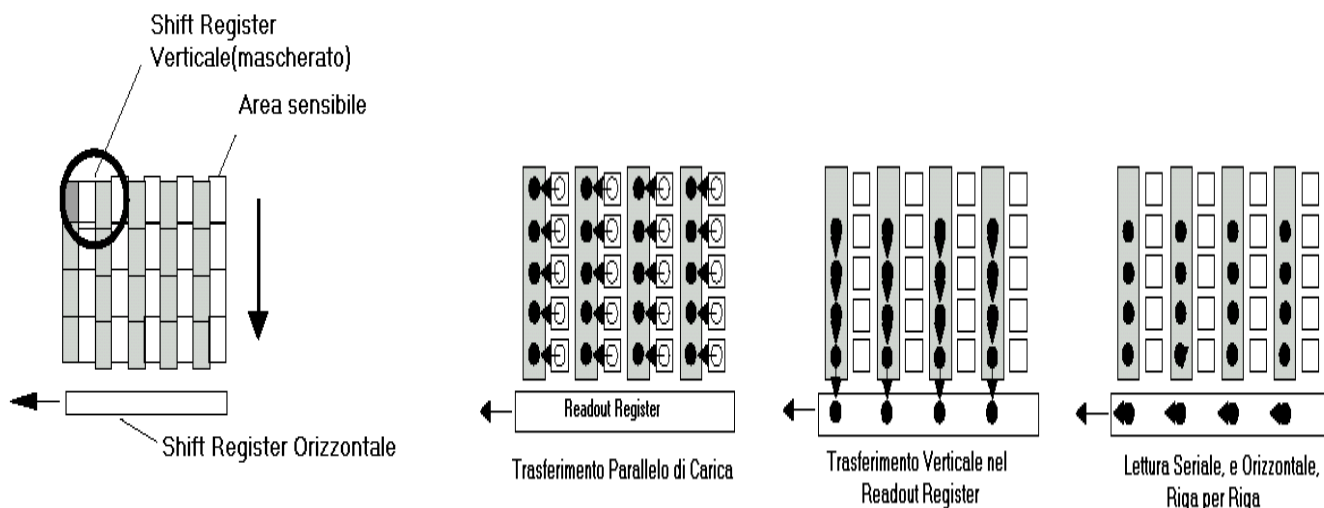 Shift Register
Verticale(mascherato)
Area sensibile
Shift Register Orizzontale
Readout Register
Trasferimento Parallelo di Carica
Trasferimento Verticale nel
Readout Register
Lettura Seriale, e Orizzontale,
Riga per Riga